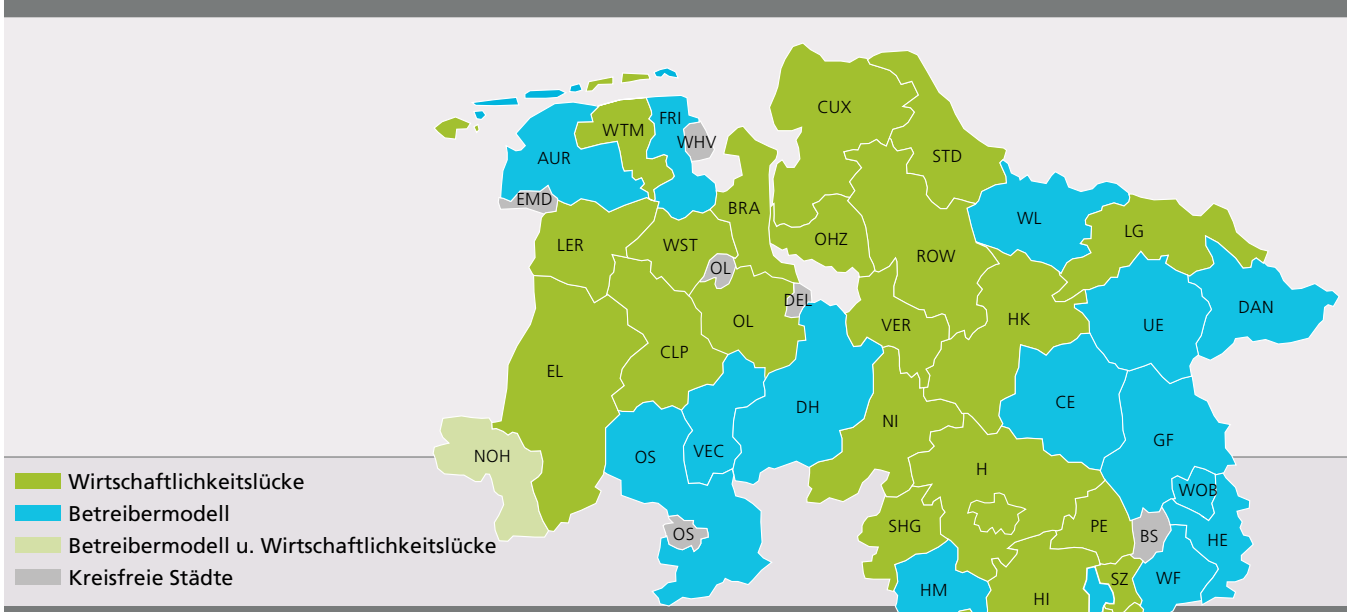 CUX
FRI
WTM
WHV
AUR
STD
EMD
BRA
WL
LG
LER
WST
OHZ
ROW
OL
DEL
DAN
OL
VER
HK
UE
CLP
EL
DH
CE
NI
GF
NOH
OS
VEC
H
WOB
SHG
PE
OS
BS
HE
SZ
WF
HM
HI
Wirtschaftlichkeitslücke
Betreibermodell
Betreibermodell u. Wirtschaftlichkeitslücke
Kreisfreie Städte